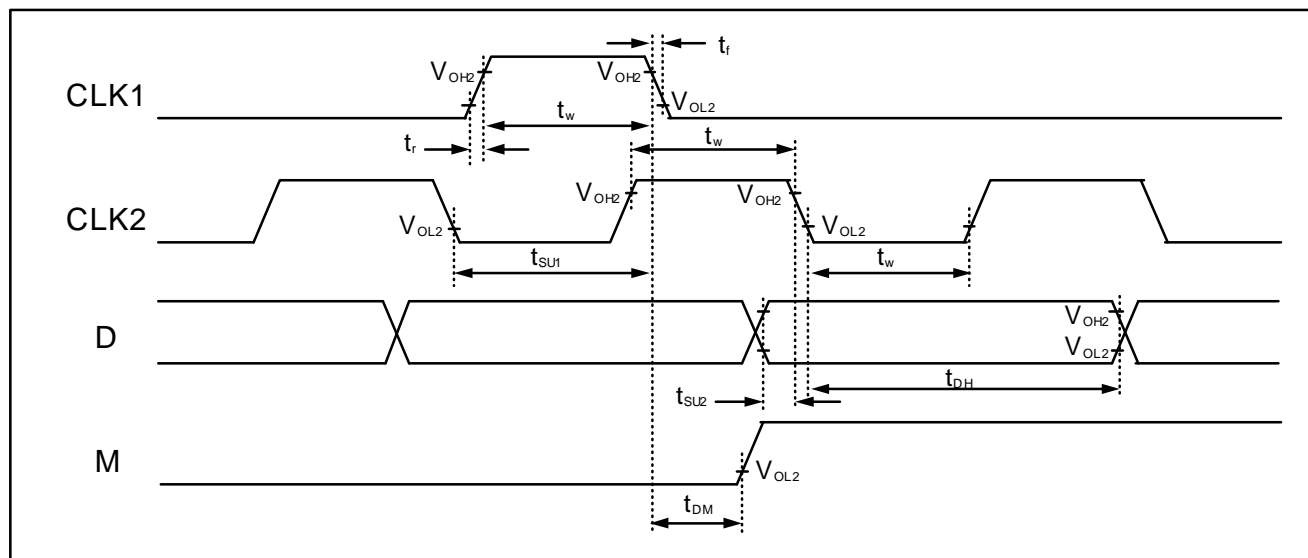 t_f
V_OH2
V_OH2
CLK1
V_OL2
t_w
t_r
t_w
V_OH2
V_OH2
CLK2
V_OL2
V_OL2
t_SU1
t_w
V_OH2
D
V_OL2
t_SU2
t_DH
M
V_OL2
t_DM